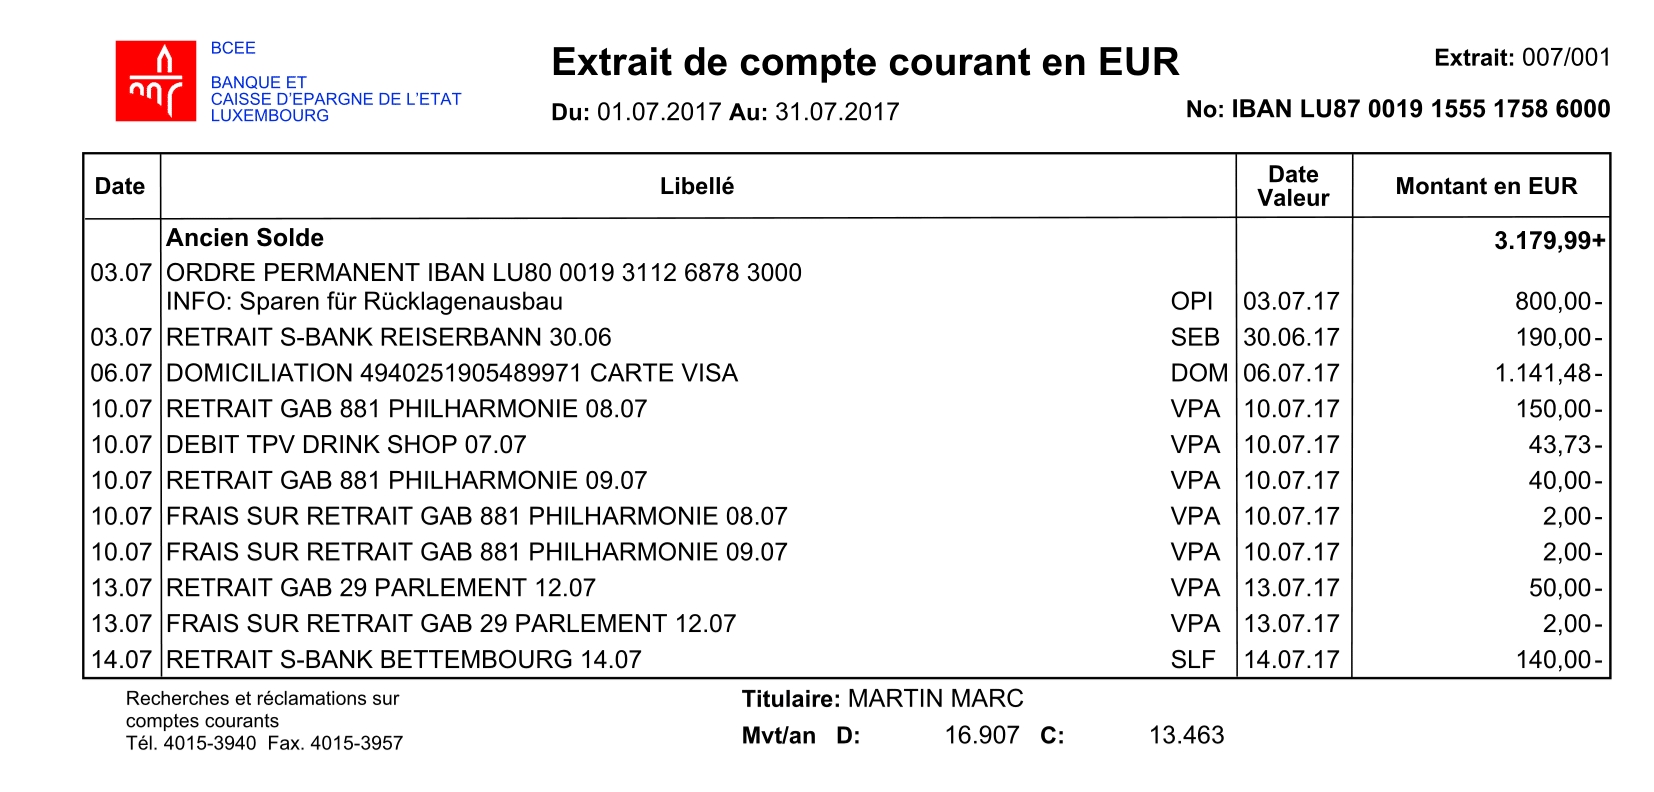 BCEE
BANQUE ET
CAISSE D'EPARGNE DE L'ETAT
LUXEMBOURG
Extrait de compte courant en EUR
Du: 01.07.2017 Au: 31.07.2017
Extrait: 007/001
No: IBAN LU87 0019 1555 1758 6000
Date Libellé Date Valeur Montant en EUR
Ancien Solde 3.179,99+
03.07 ORDRE PERMANENT IBAN LU80 0019 3112 6878 3000
INFO: Sparen für Rücklagenausbau OPI 03.07.17 800,00-
03.07 RETRAIT S-BANK REISERBANN 30.06 SEB 30.06.17 190,00-
06.07 DOMICILIATION 4940251905489971 CARTE VISA DOM 06.07.17 1.141,48-
10.07 RETRAIT GAB 881 PHILHARMONIE 08.07 VPA 10.07.17 150,00-
10.07 DEBIT TPV DRINK SHOP 07.07 VPA 10.07.17 43,73-
10.07 RETRAIT GAB 881 PHILHARMONIE 09.07 VPA 10.07.17 40,00-
10.07 FRAIS SUR RETRAIT GAB 881 PHILHARMONIE 08.07 VPA 10.07.17 2,00-
10.07 FRAIS SUR RETRAIT GAB 881 PHILHARMONIE 09.07 VPA 10.07.17 2,00-
13.07 RETRAIT GAB 29 PARLEMENT 12.07 VPA 13.07.17 50,00-
13.07 FRAIS SUR RETRAIT GAB 29 PARLEMENT 12.07 VPA 13.07.17 2,00-
14.07 RETRAIT S-BANK BETTEMBOURG 14.07 SLF 14.07.17 140,00-
Recherches et réclamations sur
comptes courants
Tél. 4015-3940 Fax. 4015-3957
Titulaire: MARTIN MARC
Mvt/an D: 16.907 C: 13.463